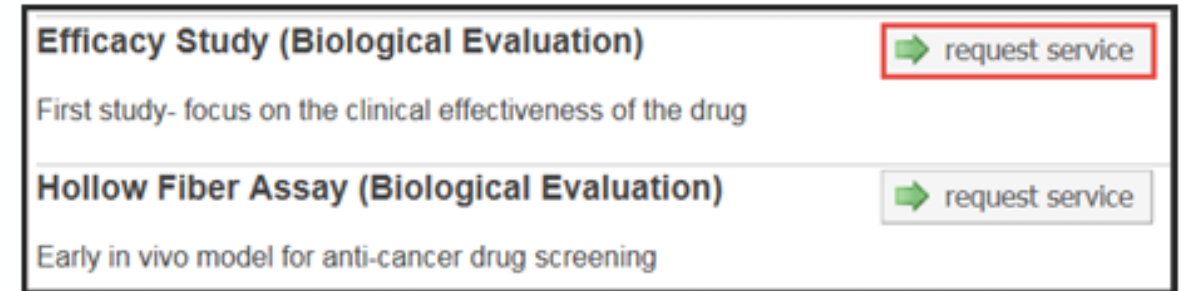 Efficacy Study (Biological Evaluation)
request service
First study- focus on the clinical effectiveness of the drug
Hollow Fiber Assay (Biological Evaluation)
request service
Early in vivo model for anti-cancer drug screening